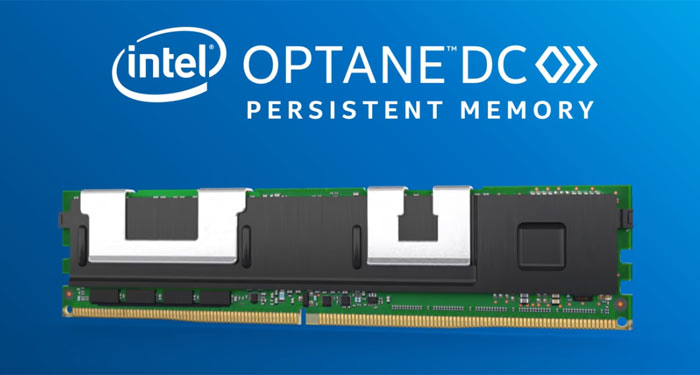 intel® OPTANE™ DC
PERSISTENT MEMORY